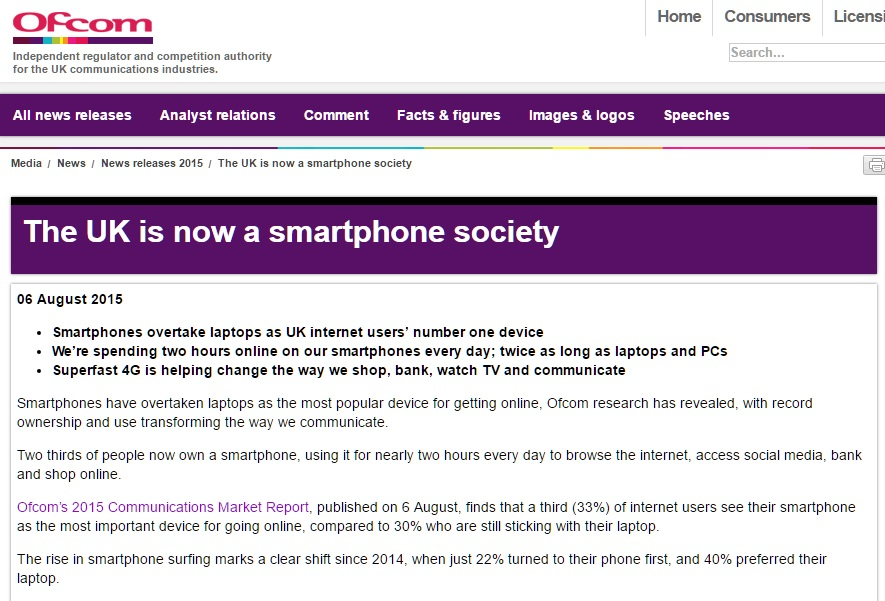 Ofcom
Home
Consumers
Independent regulator and competition authority
for the UK communications industries.
Search...
All news releases
Analyst relations
Comment
Facts & figures
Images & logos
Speeches
Media / News / News releases 2015 / The UK is now a smartphone society
The UK is now a smartphone society
06 August 2015
• Smartphones overtake laptops as UK internet users’ number one device
• We’re spending two hours online on our smartphones every day; twice as long as laptops and PCs
• Superfast 4G is helping change the way we shop, bank, watch TV and communicate
Smartphones have overtaken laptops as the most popular device for getting online, Ofcom research has revealed, with record
ownership and use transforming the way we communicate.
Two thirds of people now own a smartphone, using it for nearly two hours every day to browse the internet, access social media, bank
and shop online.
Ofcom’s 2015 Communications Market Report, published on 6 August, finds that a third (33%) of internet users see their smartphone
as the most important device for going online, compared to 30% who are still sticking with their laptop.
The rise in smartphone surfing marks a clear shift since 2014, when just 22% turned to their phone first, and 40% preferred their
laptop.